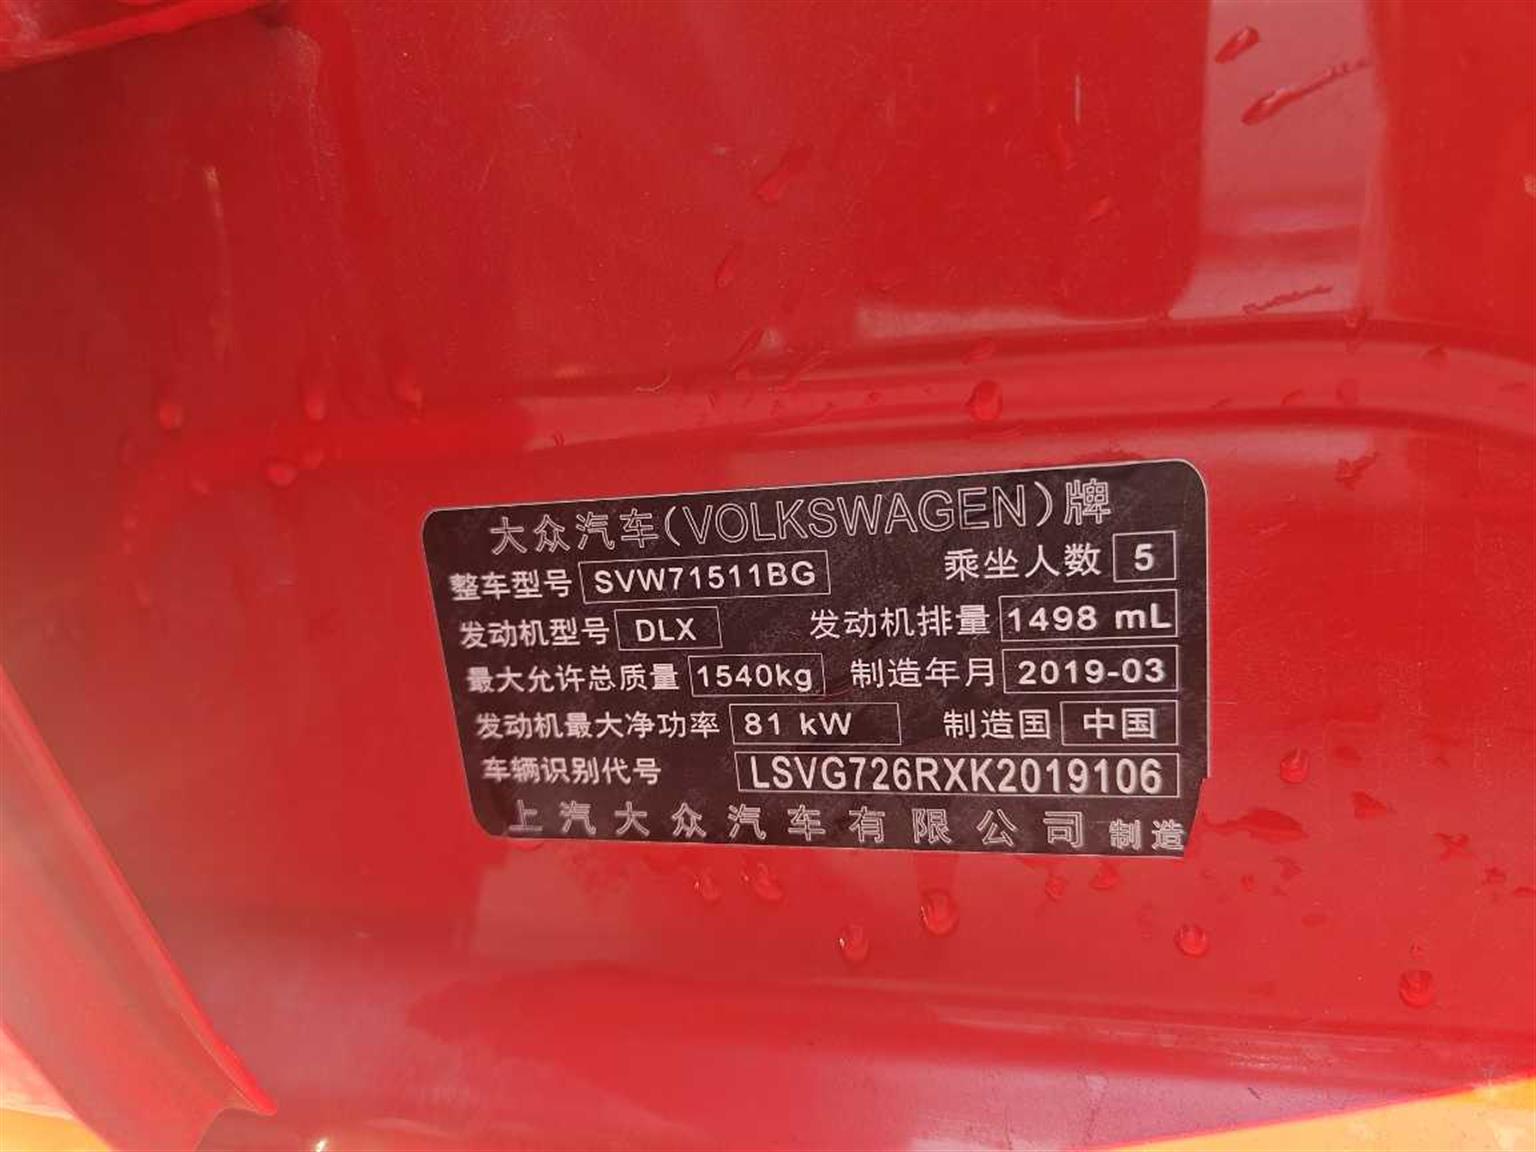 大众汽车(VOLKSWAGEN)牌
整车型号 SVW71511BG 乘坐人数 5
发动机型号 DLX 发动机排量 1498 mL
最大允许总质量 1540kg 制造年月 2019-03
发动机最大净功率 81 kW 制造国 中国
车辆识别代号 LSVG726RXK2019106
上汽大众汽车有限公司 制造